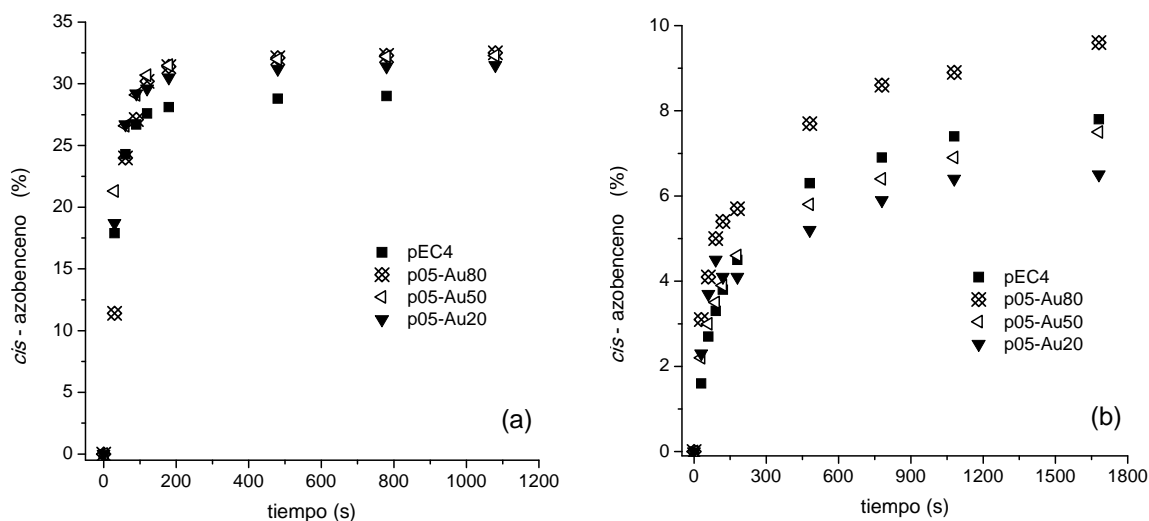 35
30
25
20
15
10
5
0
cis - azobenceno (%)
pEC4
p05-Au80
p05-Au50
p05-Au20
(a)
0 200 400 600 800 1000 1200
tiempo (s)
10
8
6
4
2
0
cis - azobenceno (%)
pEC4
p05-Au80
p05-Au50
p05-Au20
(b)
0 300 600 900 1200 1500 1800
tiempo (s)